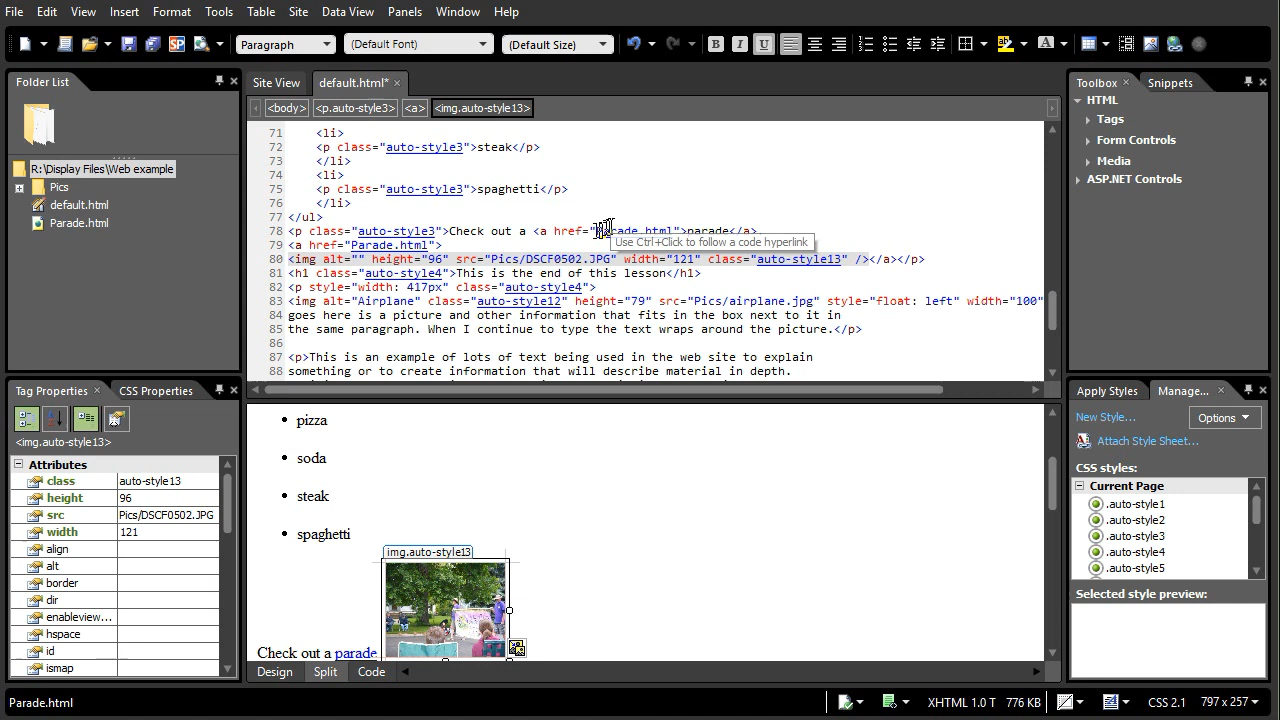 File Edit View Insert Format Tools Table Site Data View Panels Window Help
Paragraph (Default Font) (Default Size) B I U
Folder List
R:\Display Files\Web example
Pics
default.html
Parade.html
Site View default.html*
<body> <p.auto-style3> <a> <img.auto-style13>
71 <li>
72 <p class="auto-style3">steak</p>
73 </li>
74 <li>
75 <p class="auto-style3">spaghetti</p>
76 </li>
77 </ul>
78 <p class="auto-style3">Check out a <a href="Parade.html">parade</a>
Use Ctrl+Click to follow a code hyperlink
79 <a href="Parade.html">
80 <img alt="" height="96" src="Pics/DSCF0502.JPG" width="121" class="auto-style13" /></a></p>
81 <h1 class="auto-style4">This is the end of this lesson</h1>
82 <p style="width: 417px" class="auto-style4">
83 <img alt="Airplane" class="auto-style12" height="79" src="Pics/airplane.jpg" style="float: left" width="100"
84 goes here is a picture and other information that fits in the box next to it in
85 the same paragraph. When I continue to type the text wraps around the picture.</p>
86
87 <p>This is an example of lots of text being used in the web site to explain
88 something or to create information that will describe material in depth.
• pizza
• soda
• steak
• spaghetti
img.auto-style13
Check out a parade
Design Split Code
Toolbox Snippets
HTML
Tags
Form Controls
Media
ASP.NET Controls
Tag Properties CSS Properties
<img.auto-style13>
Attributes
class auto-style13
height 96
src Pics/DSCF0502.JPG
width 121
align
alt
border
dir
enableview...
hspace
id
ismap
Apply Styles Manage...
New Style... Options
Attach Style Sheet...
CSS styles:
Current Page
.auto-style1
.auto-style2
.auto-style3
.auto-style4
.auto-style5
Selected style preview:
Parade.html XHTML 1.0 T 776 KB CSS 2.1 797 x 257